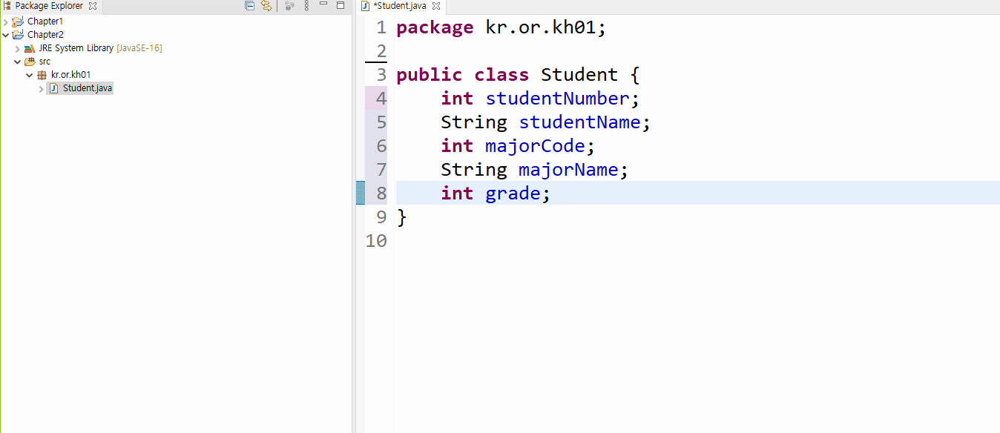 Package Explorer
Chapter1
Chapter2
JRE System Library [JavaSE-16]
src
kr.or.kh01
Student.java
*Student.java
1 package kr.or.kh01;
2
3 public class Student {
4 int studentNumber;
5 String studentName;
6 int majorCode;
7 String majorName;
8 int grade;
9 }
10